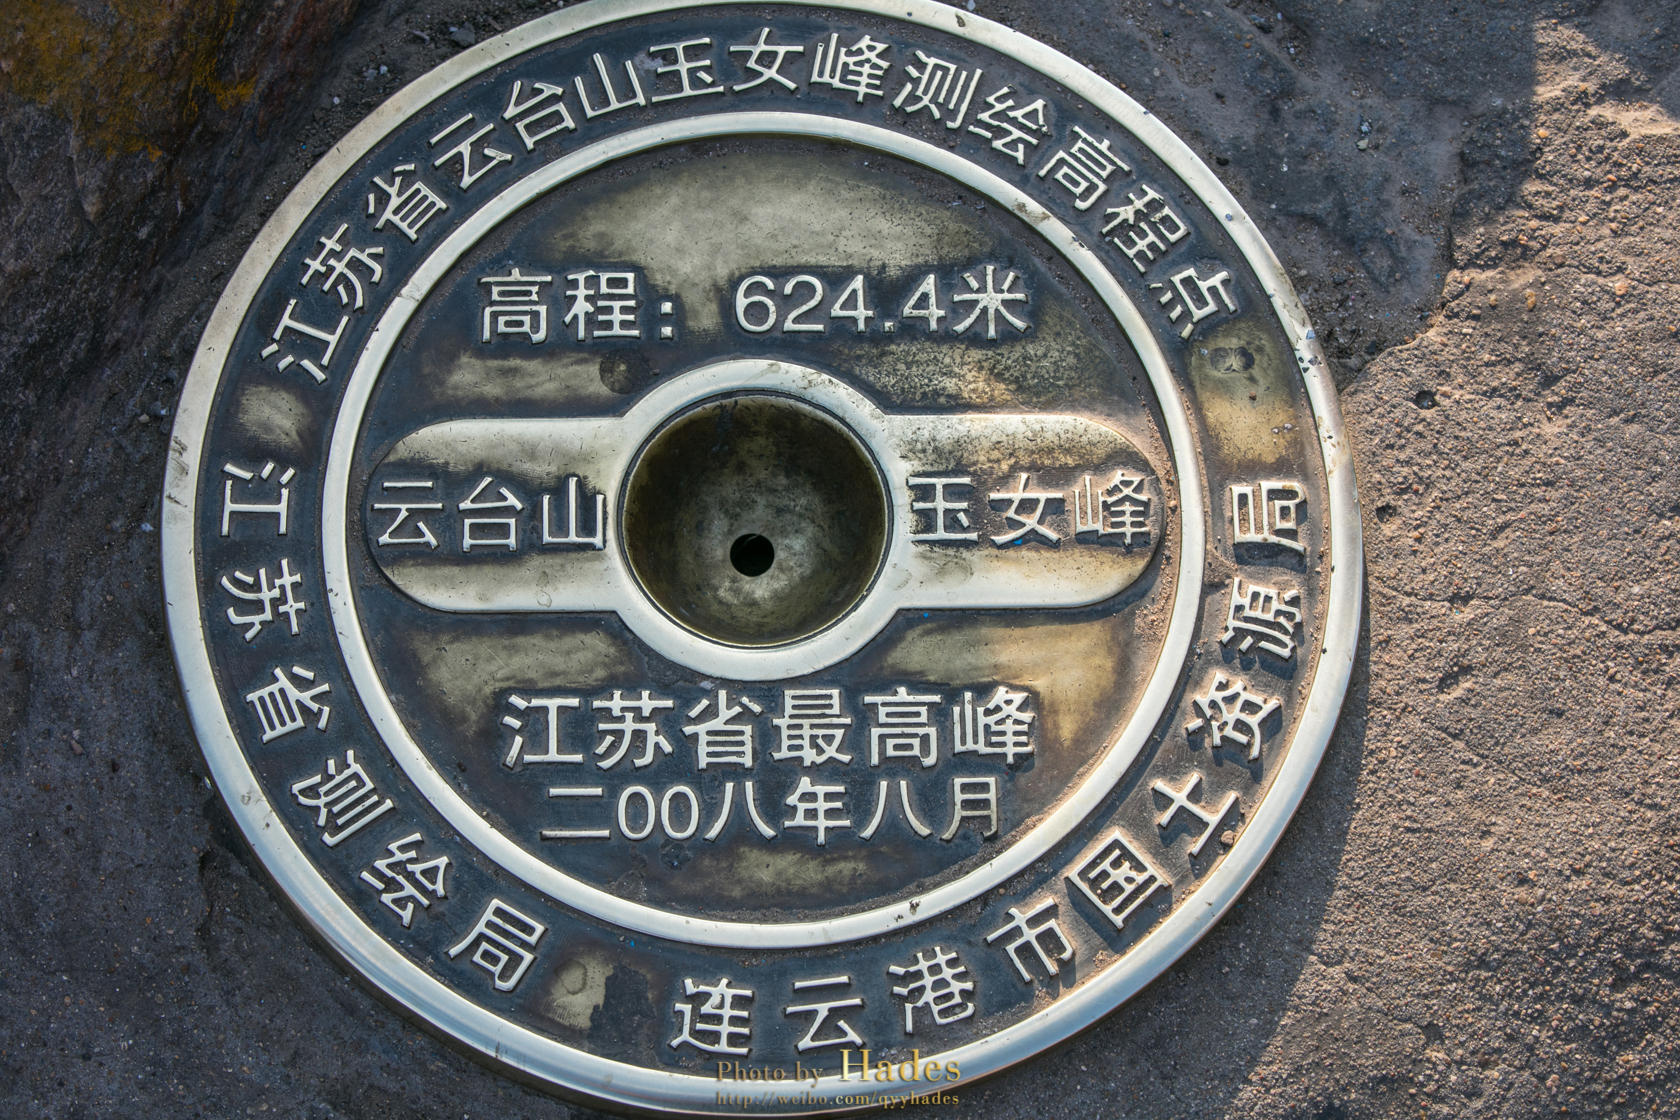 江苏省云台山玉女峰测绘高程点
高程：624.4米
云台山 玉女峰
江苏省最高峰
二00八年八月
江苏省测绘局
连云港市国土资源局
Photo by Hades
http://weibo.com/qyyhades